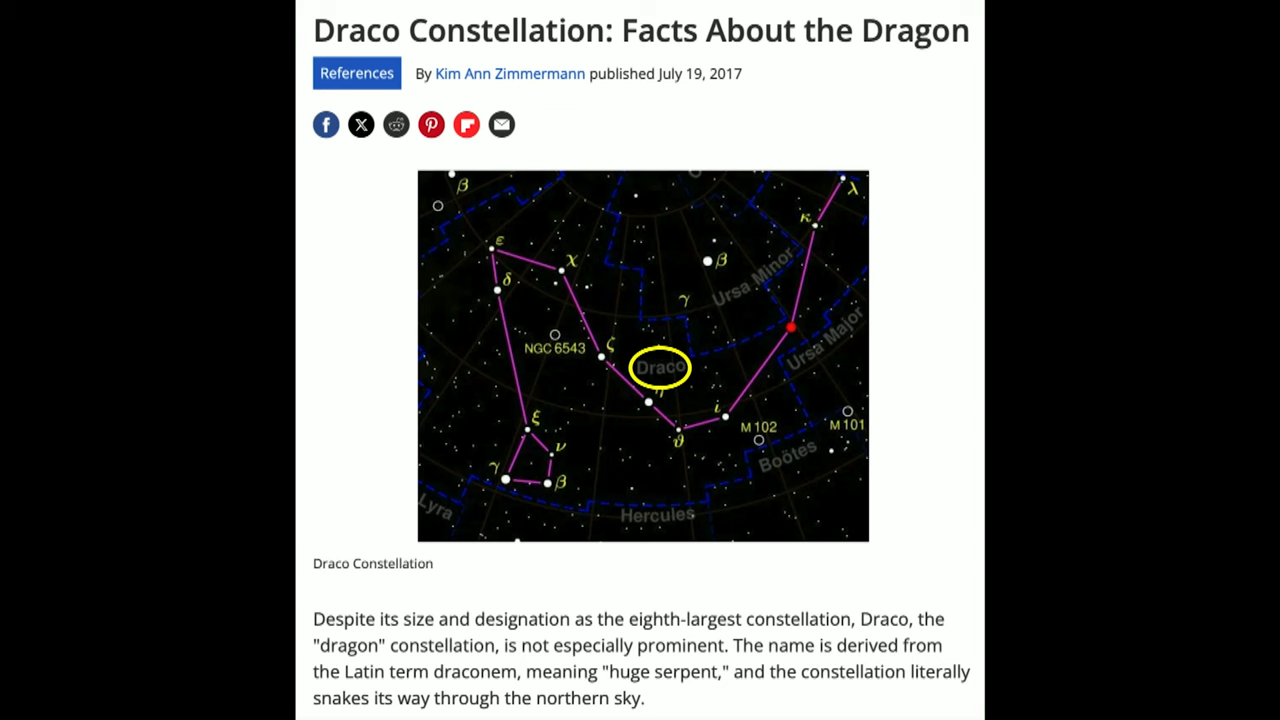 Draco Constellation: Facts About the Dragon
References By Kim Ann Zimmermann published July 19, 2017
β
λ
κ
ε
χ
δ
β
Ursa Minor
γ
NGC 6543
ζ
Draco
Ursa Major
η
ι
M 102
M 101
ξ
ϑ
ν
Boötes
γ
β
Lyra
Hercules
Draco Constellation
Despite its size and designation as the eighth-largest constellation, Draco, the
"dragon" constellation, is not especially prominent. The name is derived from
the Latin term draconem, meaning "huge serpent," and the constellation literally
snakes its way through the northern sky.